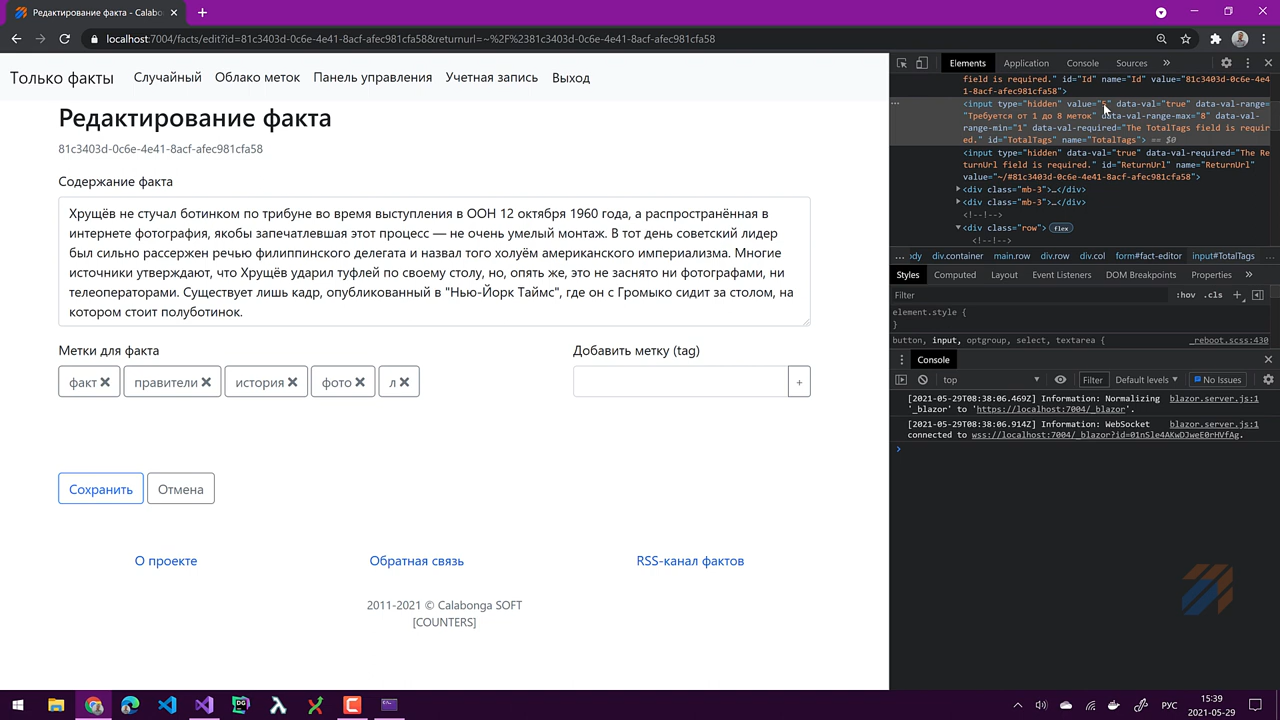 Редактирование факта - Calabo
localhost:7004/facts/edit?id=81c3403d-0c6e-4e41-8acf-afec981cfa58&returnurl=~%2F%2381c3403d-0c6e-4e41-8acf-afec981cfa58
Только факты Случайный Облако меток Панель управления Учетная запись Выход
Редактирование факта
81c3403d-0c6e-4e41-8acf-afec981cfa58
Содержание факта
Хрущёв не стучал ботинком по трибуне во время выступления в ООН 12 октября 1960 года, а распространённая в
интернете фотография, якобы запечатлевшая этот процесс — не очень умелый монтаж. В тот день советский лидер
был сильно рассержен речью филиппинского делегата и назвал того холуём американского империализма. Многие
источники утверждают, что Хрущёв ударил туфлей по своему столу, но, опять же, это не заснято ни фотографами, ни
телеоператорами. Существует лишь кадр, опубликованный в "Нью-Йорк Таймс", где он с Громыко сидит за столом, на
котором стоит полуботинок.
Метки для факта
Добавить метку (tag)
факт правители история фото л
+
Сохранить Отмена
О проекте Обратная связь RSS-канал фактов
2011-2021 © Calabonga SOFT
[COUNTERS]
Elements Application Console Sources »
field is required." id="Id" name="Id" value="81c3403d-0c6e-4e
41-8acf-afec981cfa58">
<input type="hidden" value="5" data-val="true" data-val-range=
"Требуется от 1 до 8 меток" data-val-range-max="8" data-val-
range-min="1" data-val-required="The TotalTags field is requir
ed." id="TotalTags" name="TotalTags"> == $0
<input type="hidden" data-val="true" data-val-required="The Re
turnUrl field is required." id="ReturnUrl" name="ReturnUrl"
value="~/#81c3403d-0c6e-4e41-8acf-afec981cfa58">
<div class="mb-3">…</div>
<div class="mb-3">…</div>
<!--!-->
<div class="row"> flex
<!--!-->
… ody div.container main.row div.row div.col form#fact-editor input#TotalTags …
Styles Computed Layout Event Listeners DOM Breakpoints Properties »
Filter :hov .cls +
element.style {
}
button, input, optgroup, select, textarea { _reboot.scss:430
Console
top Filter Default levels No Issues
[2021-05-29T08:38:06.469Z] Information: Normalizing blazor.server.js:1
'_blazor' to 'https://localhost:7004/_blazor'.
[2021-05-29T08:38:06.914Z] Information: WebSocket blazor.server.js:1
connected to wss://localhost:7004/_blazor?id=01nSle4AKwDJweE0rHVfAg.
РУС
15:39
2021-05-29